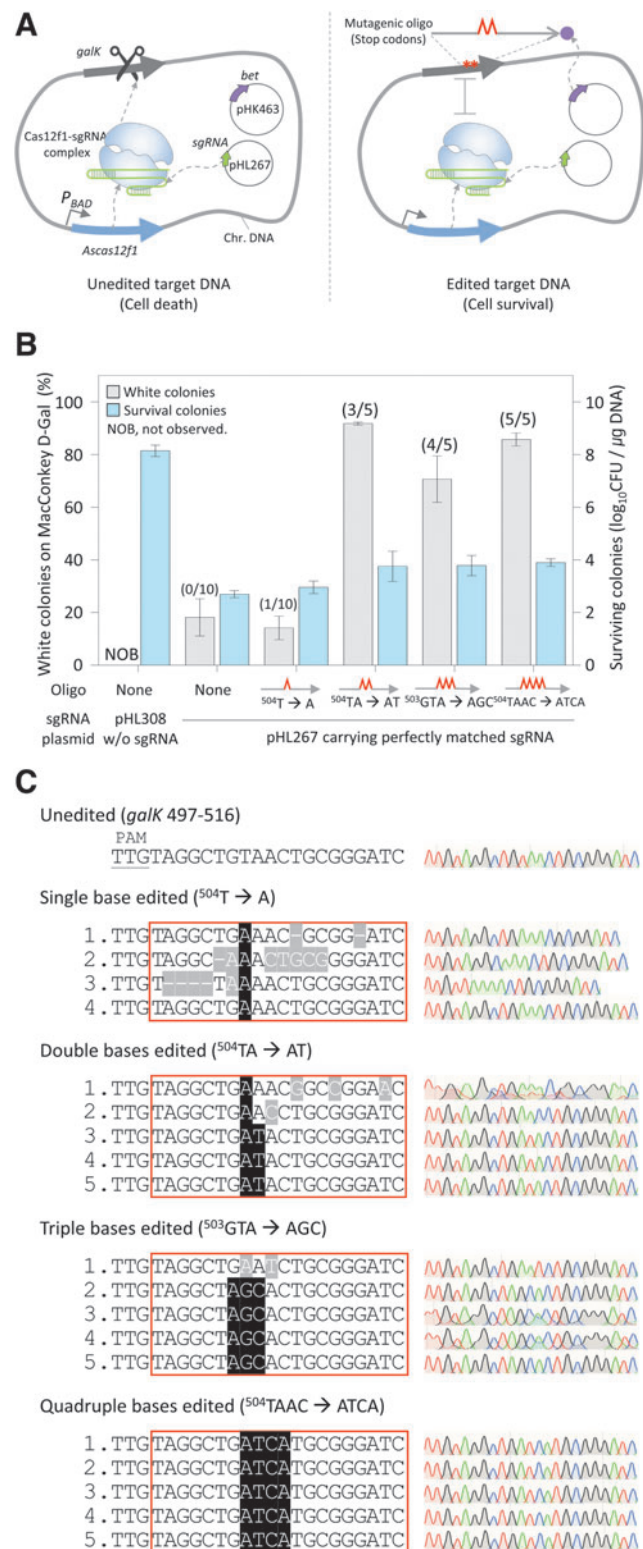 A
galK
bet
pHK463
Cas12f1-sgRNA
complex
sgRNA
pHL267
P_BAD
Ascas12f1
Chr. DNA
Unedited target DNA
(Cell death)
Mutagenic oligo
(Stop codons)
**
Edited target DNA
(Cell survival)
B
White colonies on MacConkey D-Gal (%)
100
80
60
40
20
0
White colonies
Survival colonies
NOB, not observed.
NOB
(0/10)
(1/10)
(3/5)
(4/5)
(5/5)
10
8
6
4
2
0
Surviving colonies (log10CFU / µg DNA)
Oligo None None 504T → A 504TA → AT 503GTA → AGC 504TAAC → ATCA
sgRNA plasmid
pHL308
w/o sgRNA
pHL267 carrying perfectly matched sgRNA
C
Unedited (galK 497-516)
PAM
TTGTAGGCTGTAACTGCGGGATC
Single base edited (504T → A)
1.TTGTAGGCTGAAAC-GCGG-ATC
2.TTGTAGGC-AAACTGCGGGGATC
3.TTGT----TAAAACTGCGGGATC
4.TTGTAGGCTGAAACTGCGGGATC
Double bases edited (504TA → AT)
1.TTGTAGGCTGAAACGGCCGGAAC
2.TTGTAGGCTGAACCTGCGGGATC
3.TTGTAGGCTGATACTGCGGGATC
4.TTGTAGGCTGATACTGCGGGATC
5.TTGTAGGCTGATACTGCGGGATC
Triple bases edited (503GTA → AGC)
1.TTGTAGGCTGAATCTGCGGGATC
2.TTGTAGGCTAGCACTGCGGGATC
3.TTGTAGGCTAGCACTGCGGGATC
4.TTGTAGGCTAGCACTGCGGGATC
5.TTGTAGGCTAGCACTGCGGGATC
Quadruple bases edited (504TAAC → ATCA)
1.TTGTAGGCTGATCATGCGGGATC
2.TTGTAGGCTGATCATGCGGGATC
3.TTGTAGGCTGATCATGCGGGATC
4.TTGTAGGCTGATCATGCGGGATC
5.TTGTAGGCTGATCATGCGGGATC